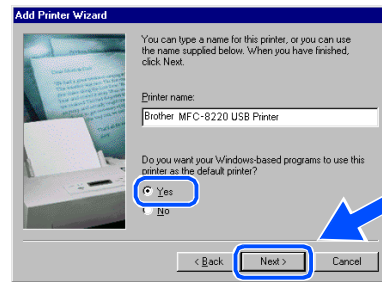 Add Printer Wizard
You can type a name for this printer, or you can use
the name supplied below. When you have finished,
click Next.
Printer name:
Brother MFC-8220 USB Printer
Do you want your Windows-based programs to use this
printer as the default printer?
Yes
No
< Back
Next >
Cancel